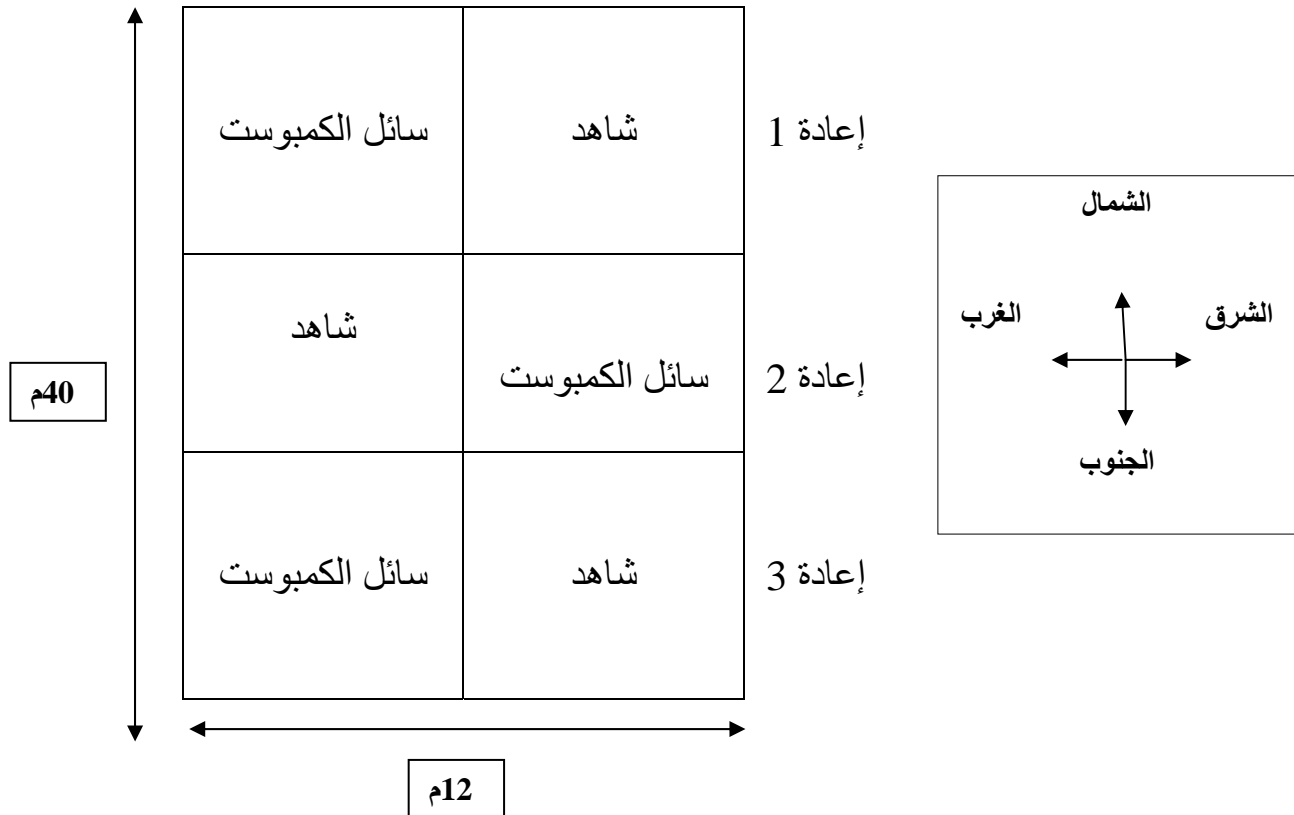 إعادة 1
شاهد
سائل الكمبوست
إعادة 2
سائل الكمبوست
شاهد
إعادة 3
شاهد
سائل الكمبوست
40م
12م
الشمال
الشرق
الغرب
الجنوب